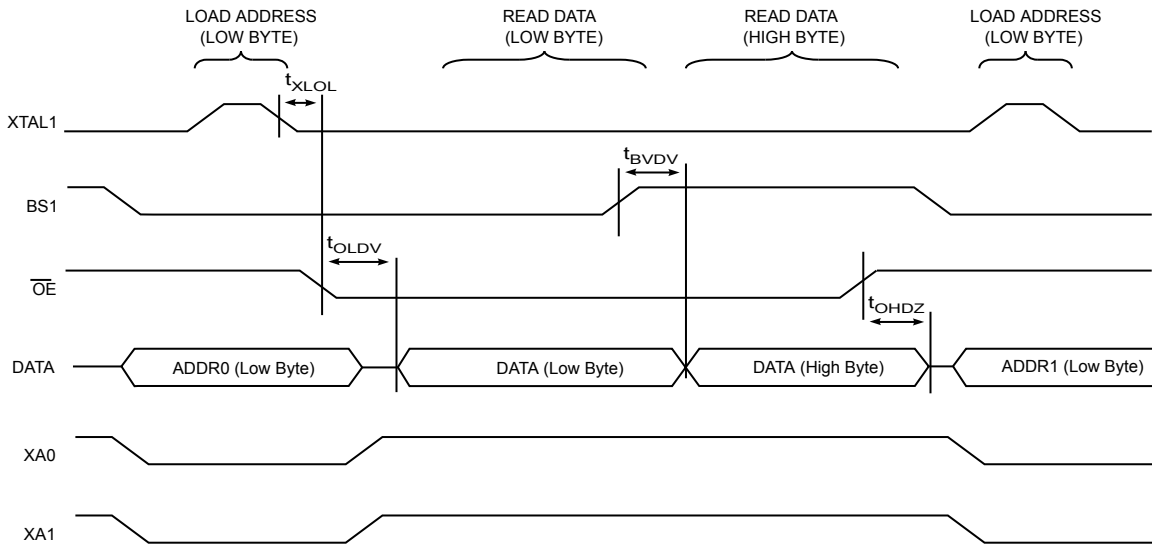 LOAD ADDRESS
(LOW BYTE)
READ DATA
(LOW BYTE)
READ DATA
(HIGH BYTE)
LOAD ADDRESS
(LOW BYTE)
tXLOL
XTAL1
tBVDV
BS1
tOLDV
OE
tOHDZ
DATA
ADDR0 (Low Byte)
DATA (Low Byte)
DATA (High Byte)
ADDR1 (Low Byte)
XA0
XA1